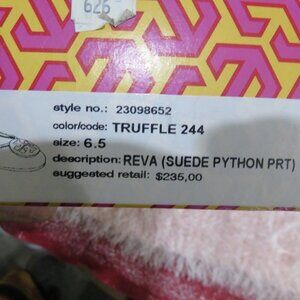 626
style no.: 23098652
color/code: TRUFFLE 244
size: 6.5
description: REVA (SUEDE PYTHON PRT)
suggested retail: $235,00